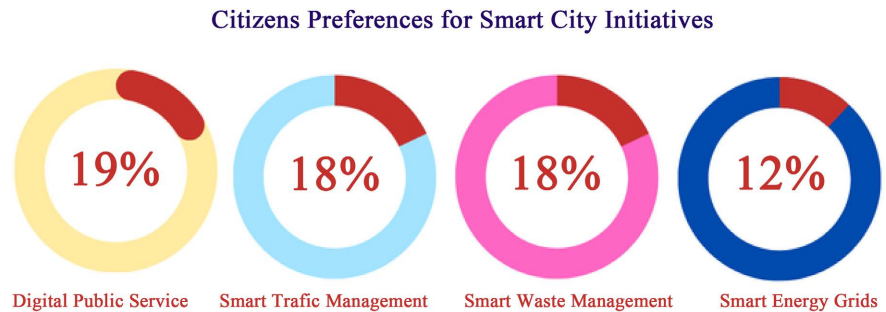 Citizens Preferences for Smart City Initiatives
19%
18%
18%
12%
Digital Public Service
Smart Trafic Management
Smart Waste Management
Smart Energy Grids